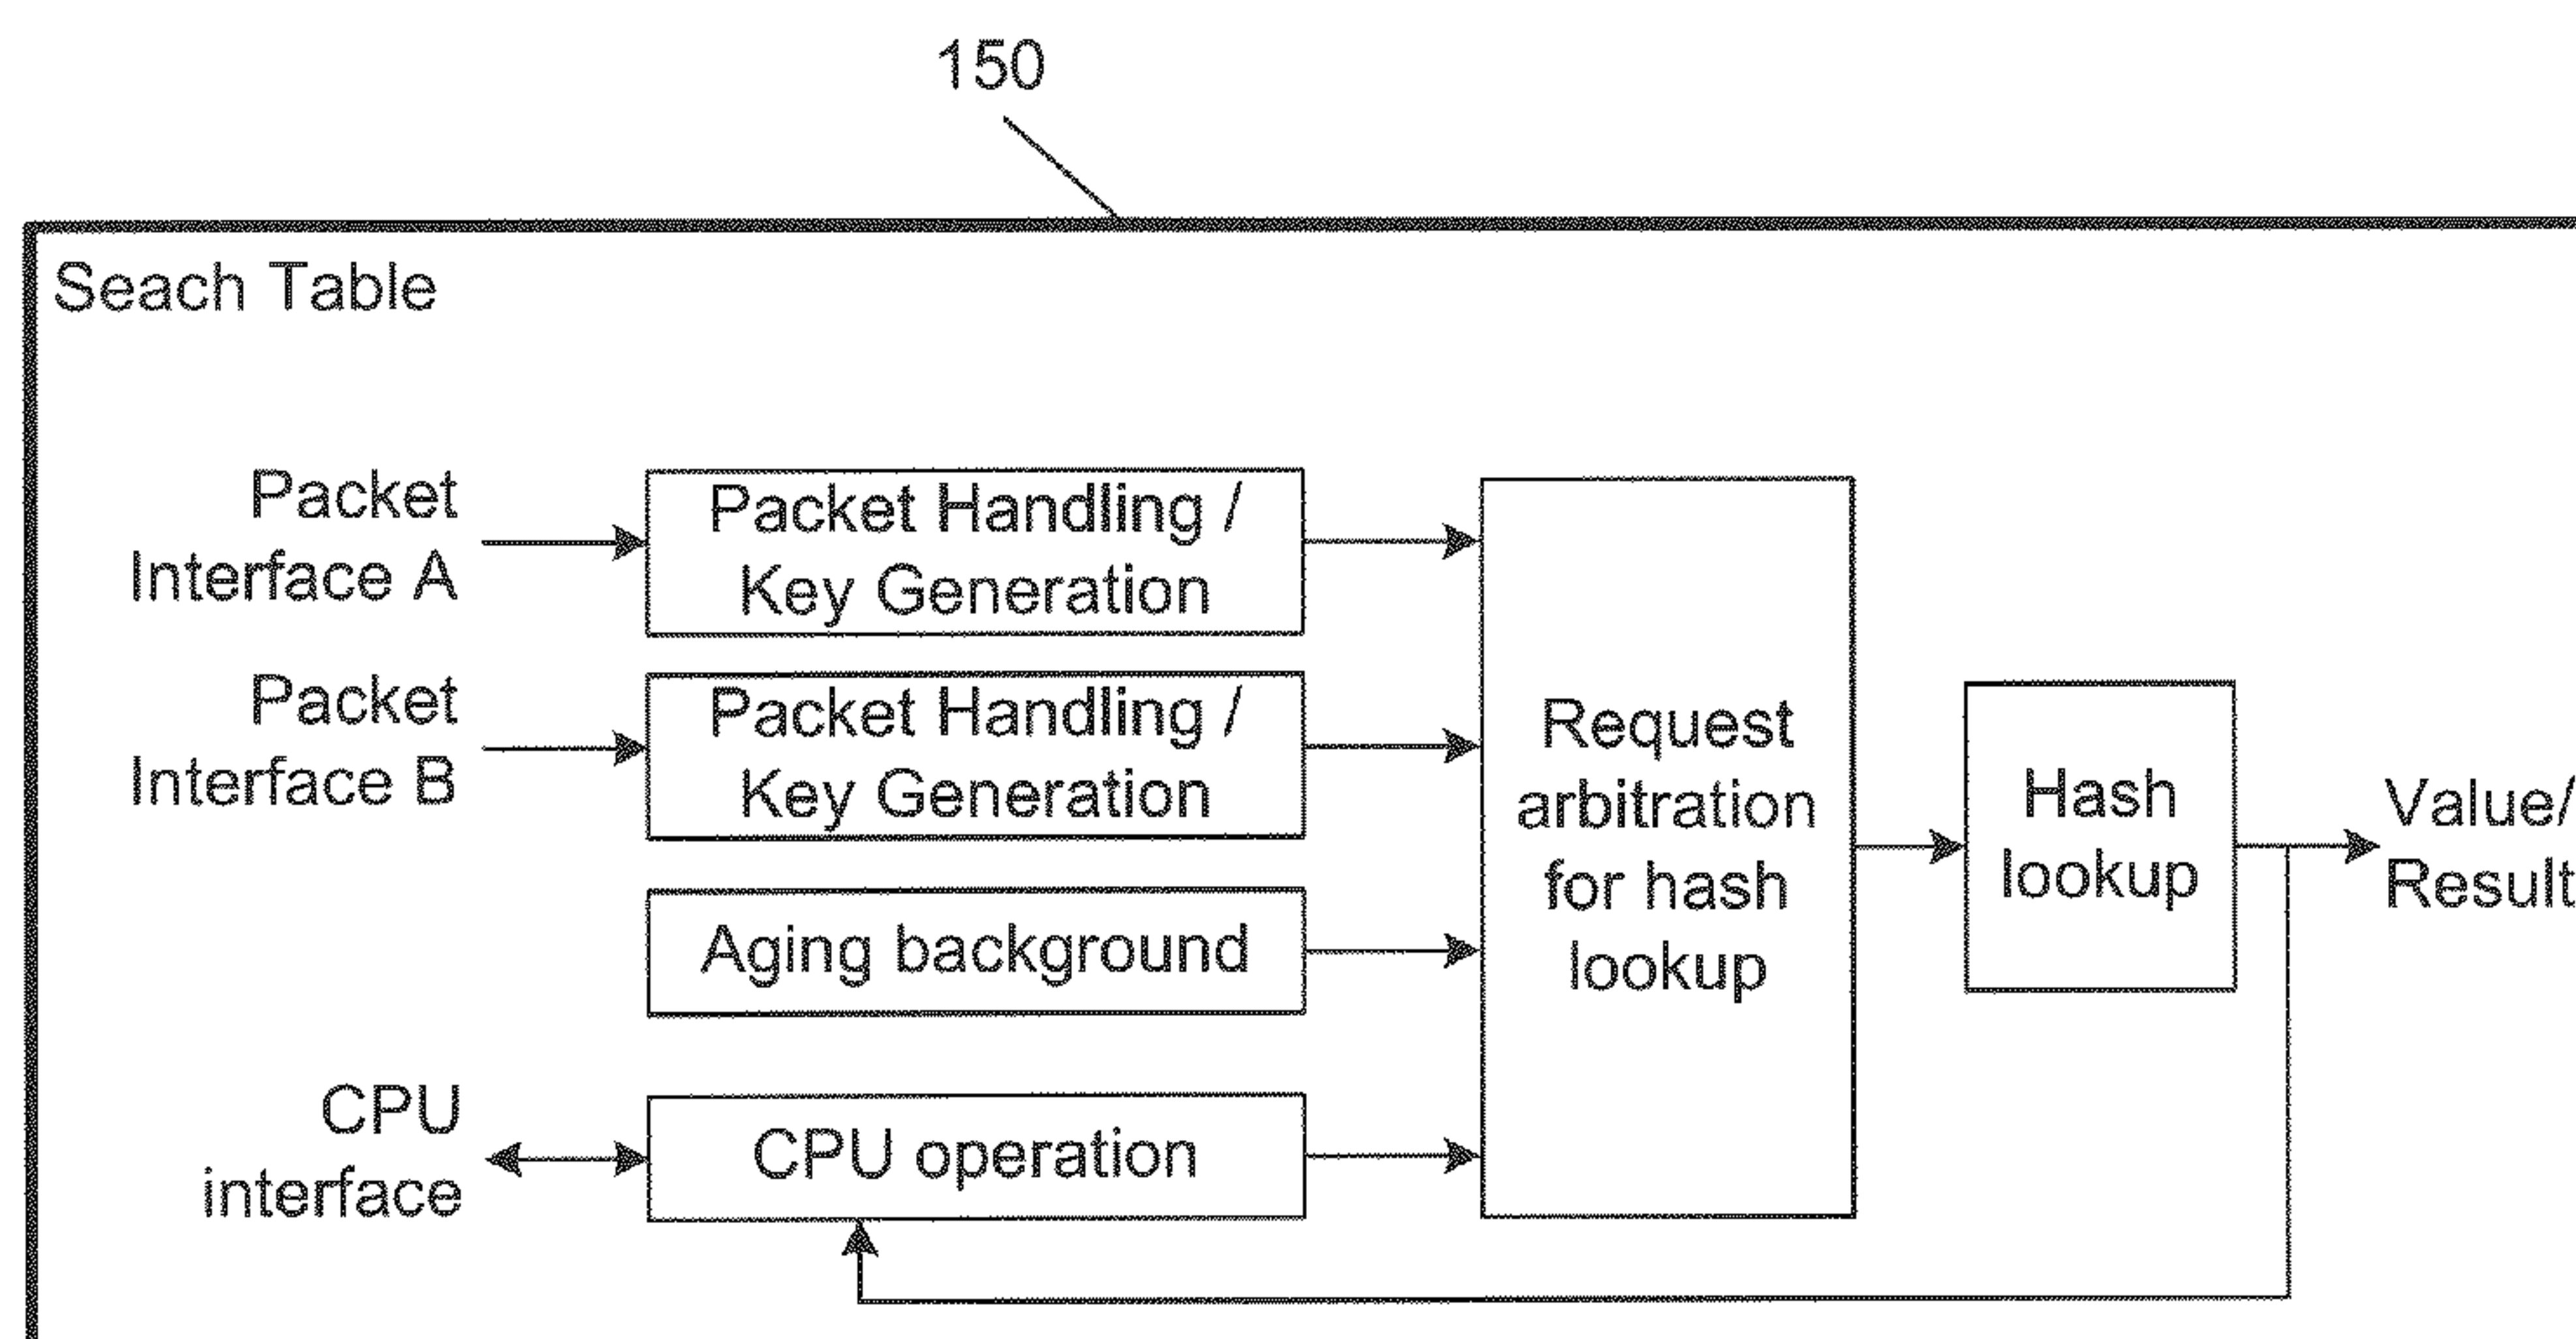 150
Seach Table
Packet
Interface A
Packet Handling /
Key Generation
Packet
Interface B
Packet Handling /
Key Generation
Aging background
CPU
interface
CPU operation
Request
arbitration
for hash
lookup
Hash
lookup
Value/
Result